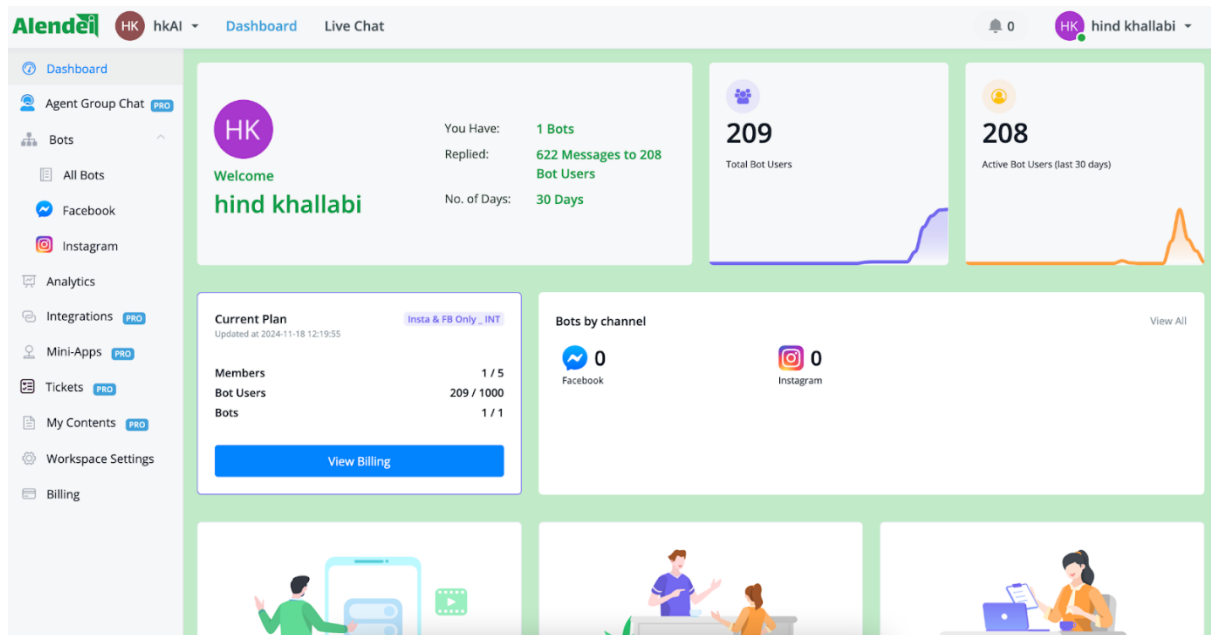 Alendei
HK hkAI Dashboard Live Chat 0 HK hind khallabi
Dashboard
Agent Group Chat PRO
Bots
All Bots
Facebook
Instagram
Analytics
Integrations PRO
Mini-Apps PRO
Tickets PRO
My Contents PRO
Workspace Settings
Billing
HK
Welcome
hind khallabi
You Have: 1 Bots
Replied: 622 Messages to 208
Bot Users
No. of Days: 30 Days
209
Total Bot Users
208
Active Bot Users (last 30 days)
Current Plan Insta & FB Only _ INT
Updated at 2024-11-18 12:19:55
Members 1 / 5
Bot Users 209 / 1000
Bots 1 / 1
View Billing
Bots by channel View All
0
Facebook
0
Instagram